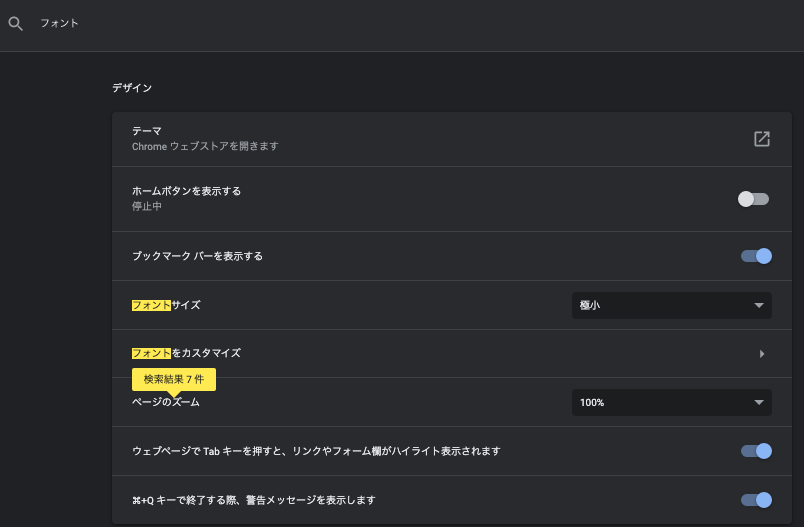 フォント
デザイン
テーマ
Chrome ウェブストアを開きます
ホームボタンを表示する
停止中
ブックマーク バーを表示する
フォントサイズ
極小
フォントをカスタマイズ
検索結果 7 件
ページのズーム
100%
ウェブページで Tab キーを押すと、リンクやフォーム欄がハイライト表示されます
⌘+Q キーで終了する際、警告メッセージを表示します